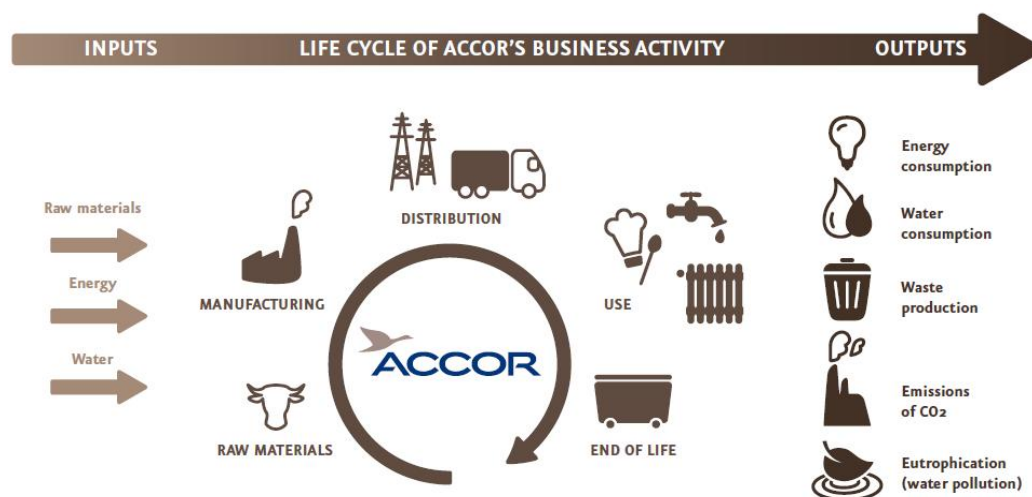 INPUTS
LIFE CYCLE OF ACCOR'S BUSINESS ACTIVITY
OUTPUTS
Raw materials
Energy
Water
MANUFACTURING
DISTRIBUTION
USE
RAW MATERIALS
END OF LIFE
ACCOR
Energy
consumption
Water
consumption
Waste
production
Emissions
of CO2
Eutrophication
(water pollution)